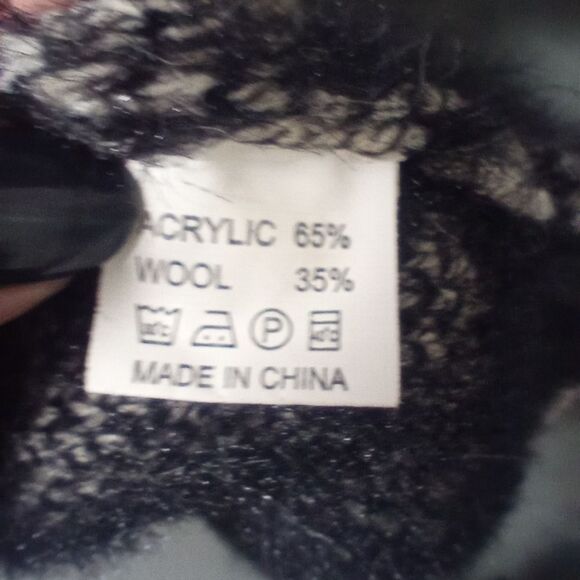 ACRYLIC 65%
WOOL 35%
P
MADE IN CHINA